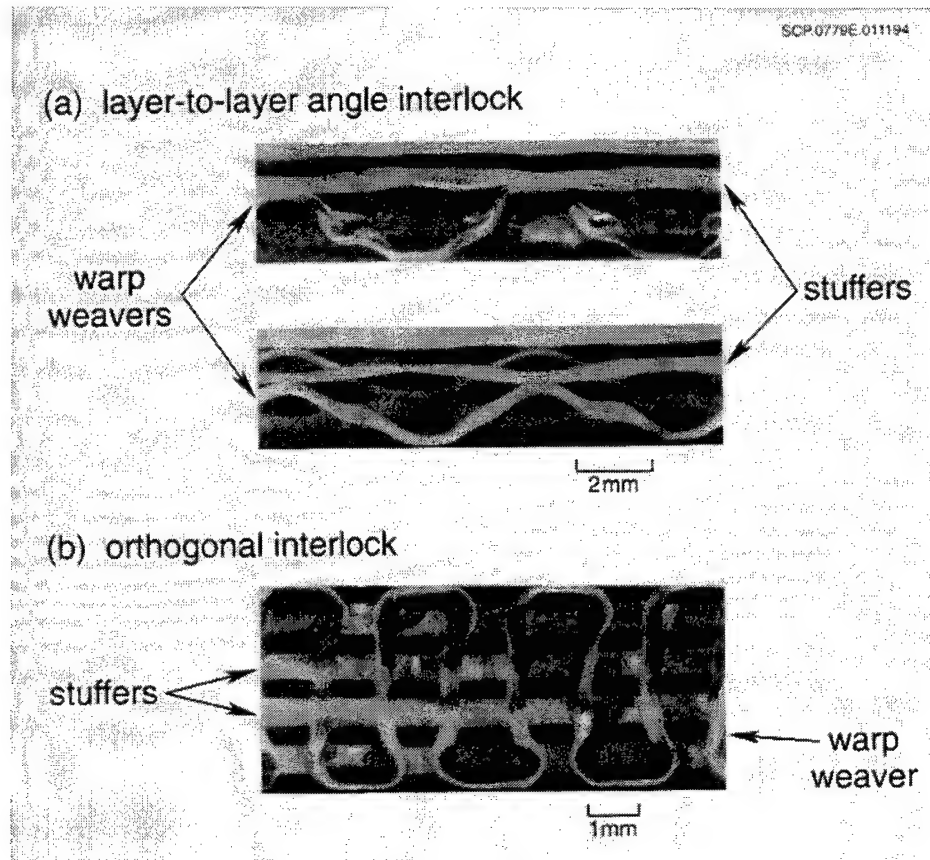 SCP.0779E.011194
(a) layer-to-layer angle interlock
warp
weavers
stuffers
2mm
(b) orthogonal interlock
stuffers
warp
weaver
1mm